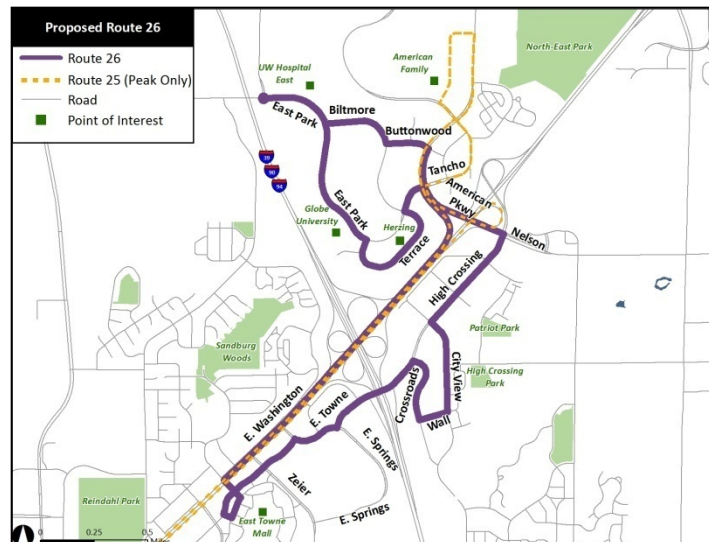 Proposed Route 26
Route 26
Route 25 (Peak Only)
Road
Point of Interest
UW Hospital
East
American
Family
North-East Park
East Park
Biltmore
Buttonwood
Tancho
American
Pkwy
Nelson
39
90
94
East Park
Globe
University
Herzing
Terrace
High Crossing
Patriot Park
Sandburg
Woods
High Crossing
Park
City View
Crossroads
Wall
E. Washington
E. Towne
E. Springs
Zeier
E. Springs
Reindahl Park
East Towne
Mall
0
0.25
0.5
Miles